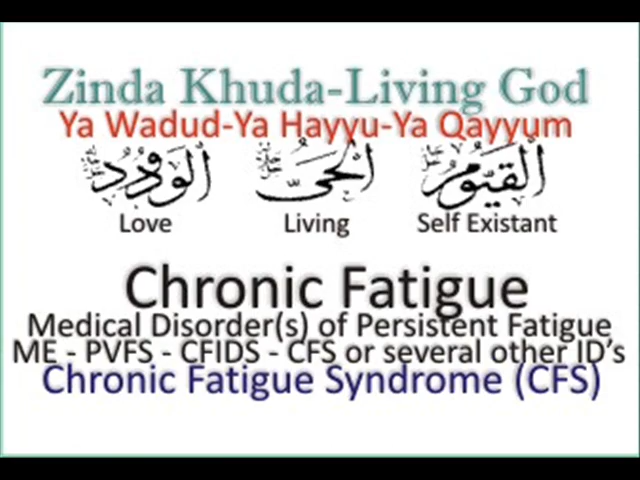 Zinda Khuda-Living God
Ya Wadud-Ya Hayyu-Ya Qayyum
الودود الحي القيوم
Love Living Self Existant
Chronic Fatigue
Medical Disorder(s) of Persistent Fatigue
ME - PVFS - CFIDS - CFS or several other ID's
Chronic Fatigue Syndrome (CFS)